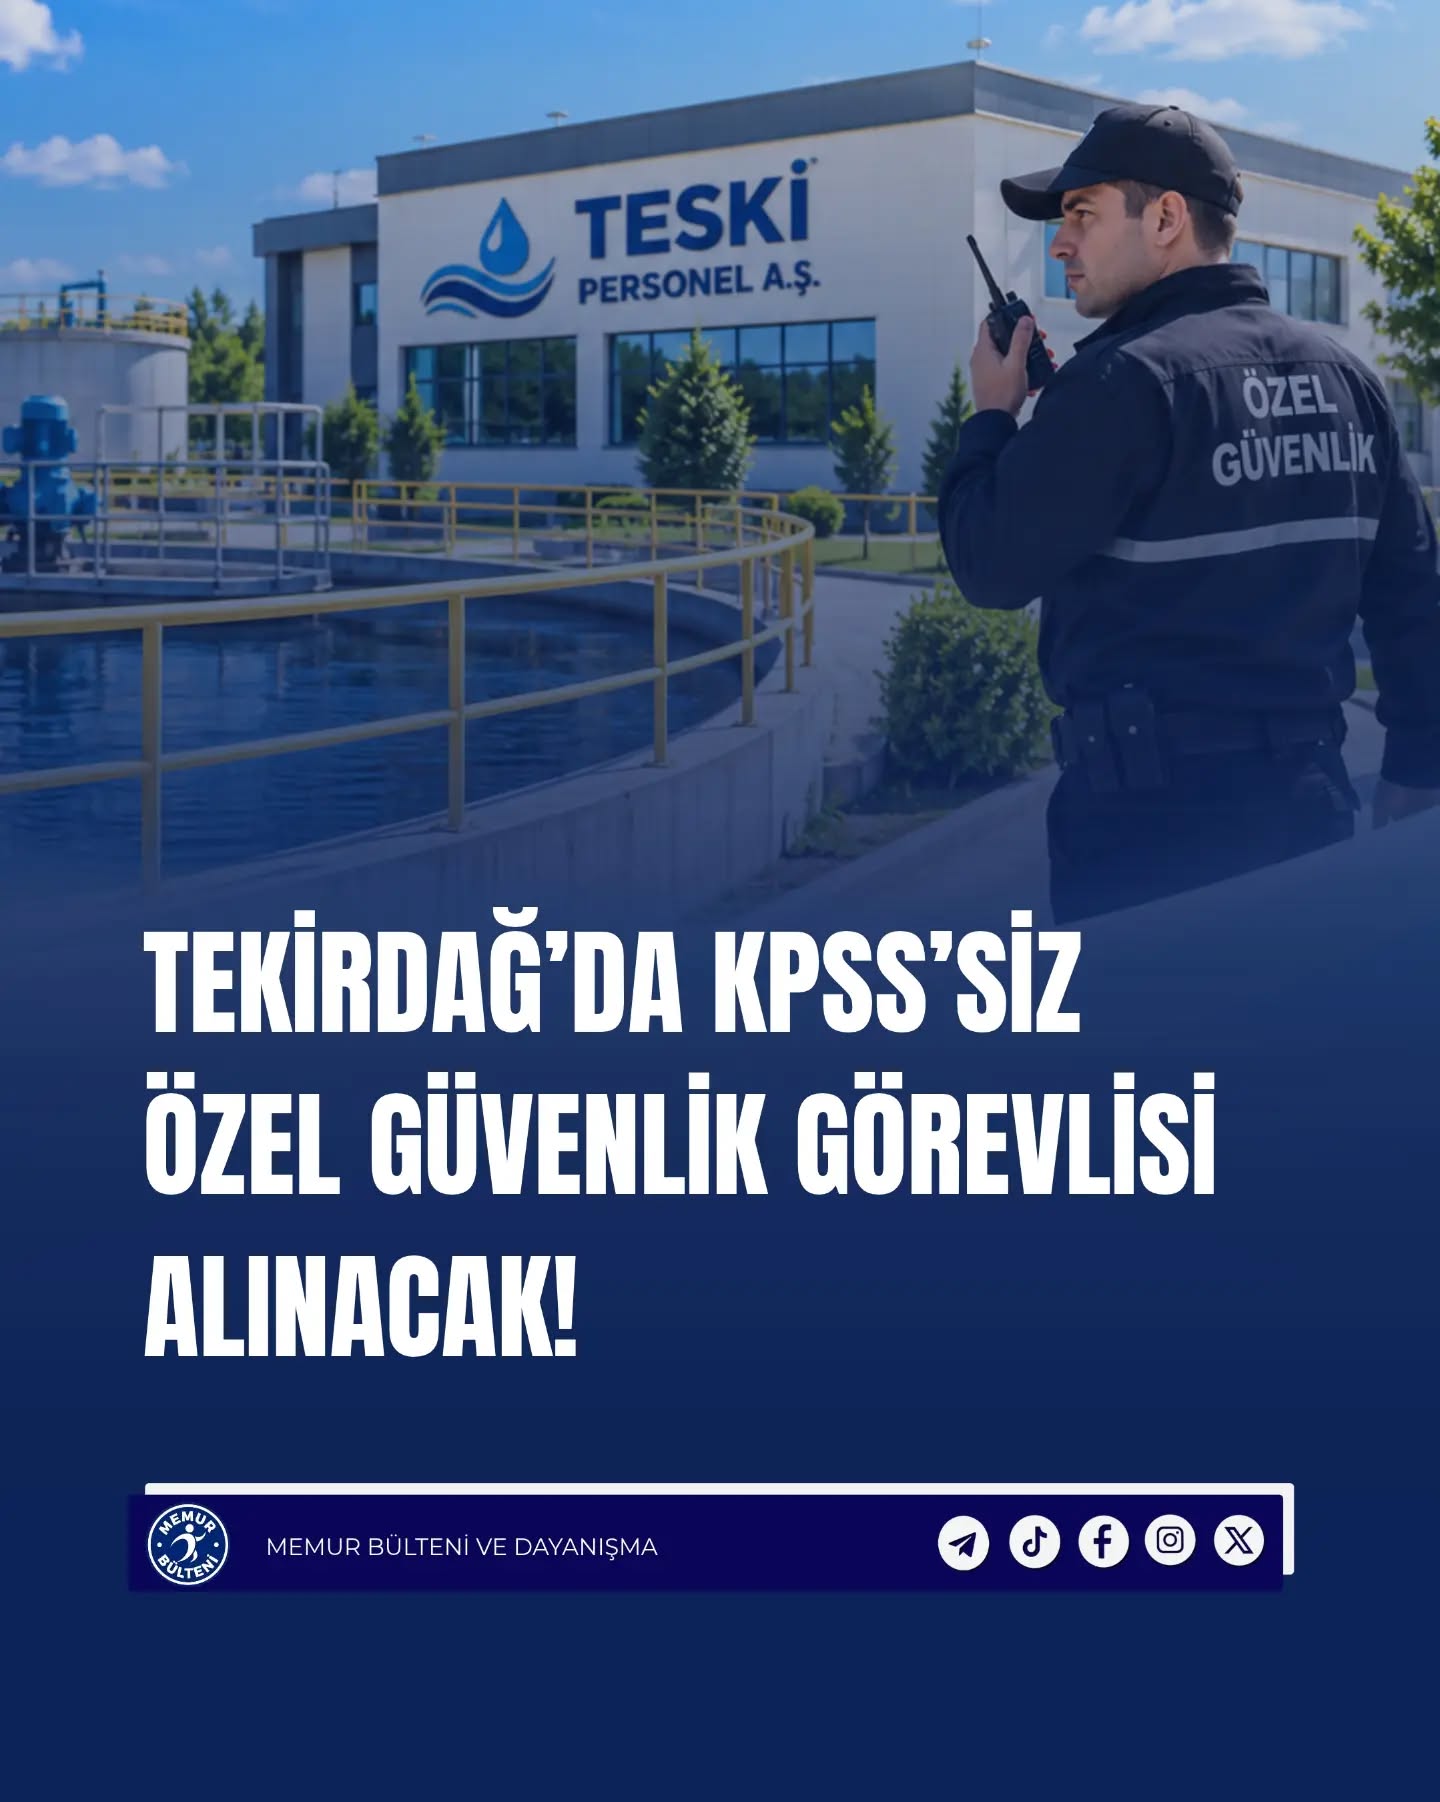 TESKİ
PERSONEL A.Ş.
ÖZEL
GÜVENLİK
TEKİRDAĞ’DA KPSS’SİZ
ÖZEL GÜVENLİK GÖREVLİSİ
ALINACAK!
MEMUR
BÜLTENİ
MEMUR BÜLTENİ VE DAYANIŞMA